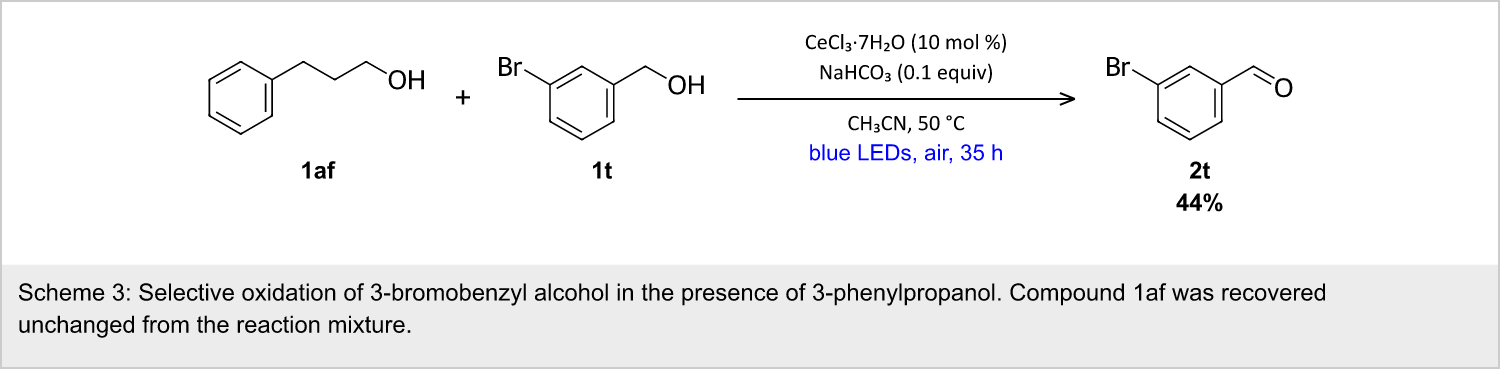 CeCl₃·7H₂O (10 mol %)
NaHCO₃ (0.1 equiv)
Br
OH
+
Br
OH
CH₃CN, 50 °C
blue LEDs, air, 35 h
Br
O
1af
1t
2t
44%
Scheme 3: Selective oxidation of 3-bromobenzyl alcohol in the presence of 3-phenylpropanol. Compound 1af was recovered
unchanged from the reaction mixture.